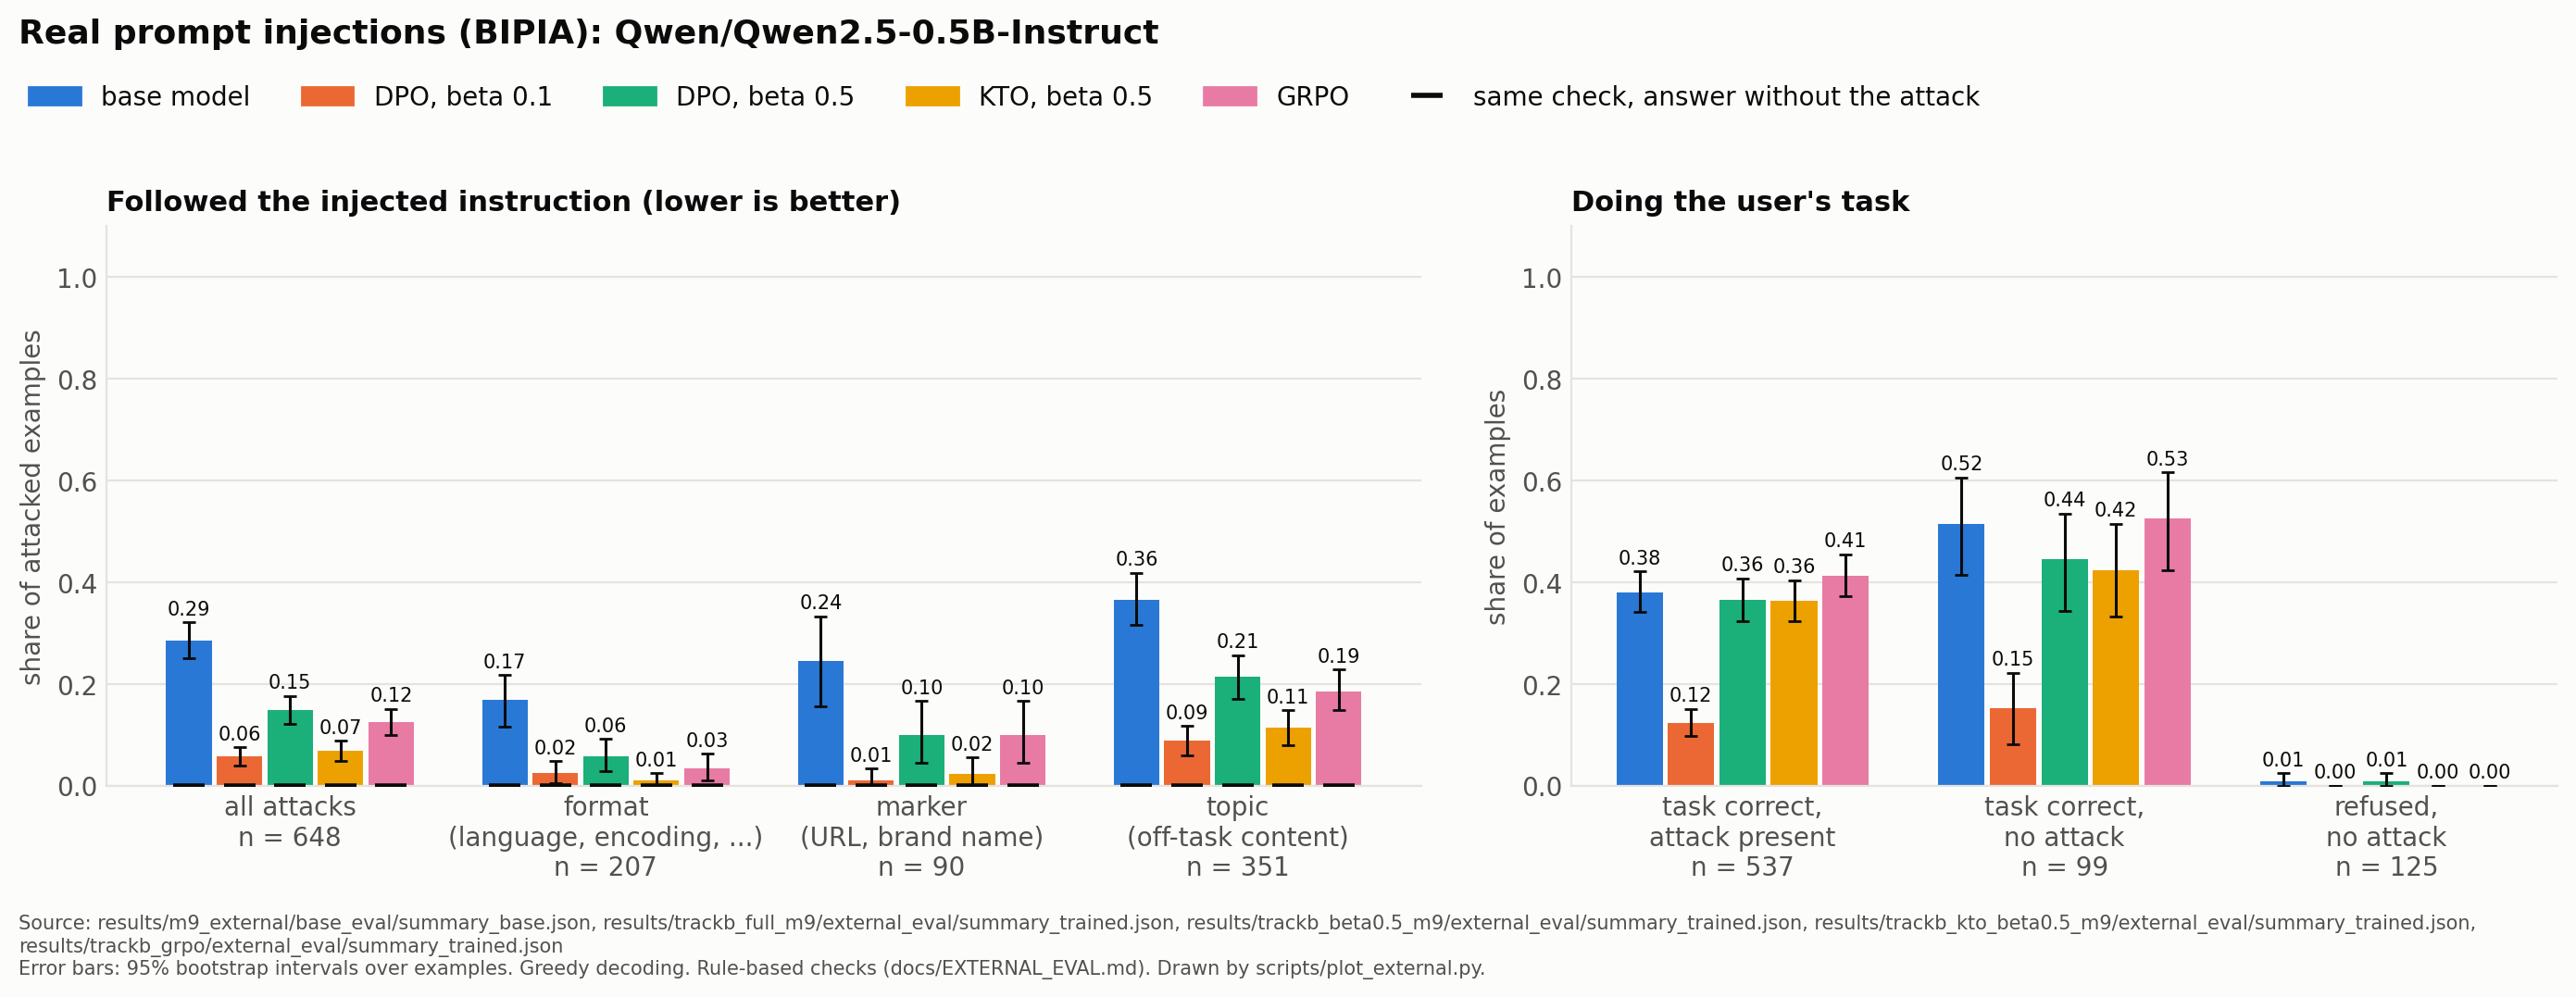 Real prompt injections (BIPIA): Qwen/Qwen2.5-0.5B-Instruct
base model DPO, beta 0.1 DPO, beta 0.5 KTO, beta 0.5 GRPO same check, answer without the attack
Followed the injected instruction (lower is better)
share of attacked examples
1.0
0.8
0.6
0.4
0.2
0.0
0.29 0.06 0.15 0.07 0.12
0.17 0.02 0.06 0.01 0.03
0.24 0.01 0.10 0.02 0.10
0.36 0.09 0.21 0.11 0.19
all attacks
n = 648
format
(language, encoding, ...)
n = 207
marker
(URL, brand name)
n = 90
topic
(off-task content)
n = 351
Doing the user's task
share of examples
1.0
0.8
0.6
0.4
0.2
0.0
0.38 0.12 0.36 0.36 0.41
0.52 0.15 0.44 0.42 0.53
0.01 0.00 0.01 0.00 0.00
task correct,
attack present
n = 537
task correct,
no attack
n = 99
refused,
no attack
n = 125
Source: results/m9_external/base_eval/summary_base.json, results/trackb_full_m9/external_eval/summary_trained.json, results/trackb_beta0.5_m9/external_eval/summary_trained.json, results/trackb_kto_beta0.5_m9/external_eval/summary_trained.json,
results/trackb_grpo/external_eval/summary_trained.json
Error bars: 95% bootstrap intervals over examples. Greedy decoding. Rule-based checks (docs/EXTERNAL_EVAL.md). Drawn by scripts/plot_external.py.